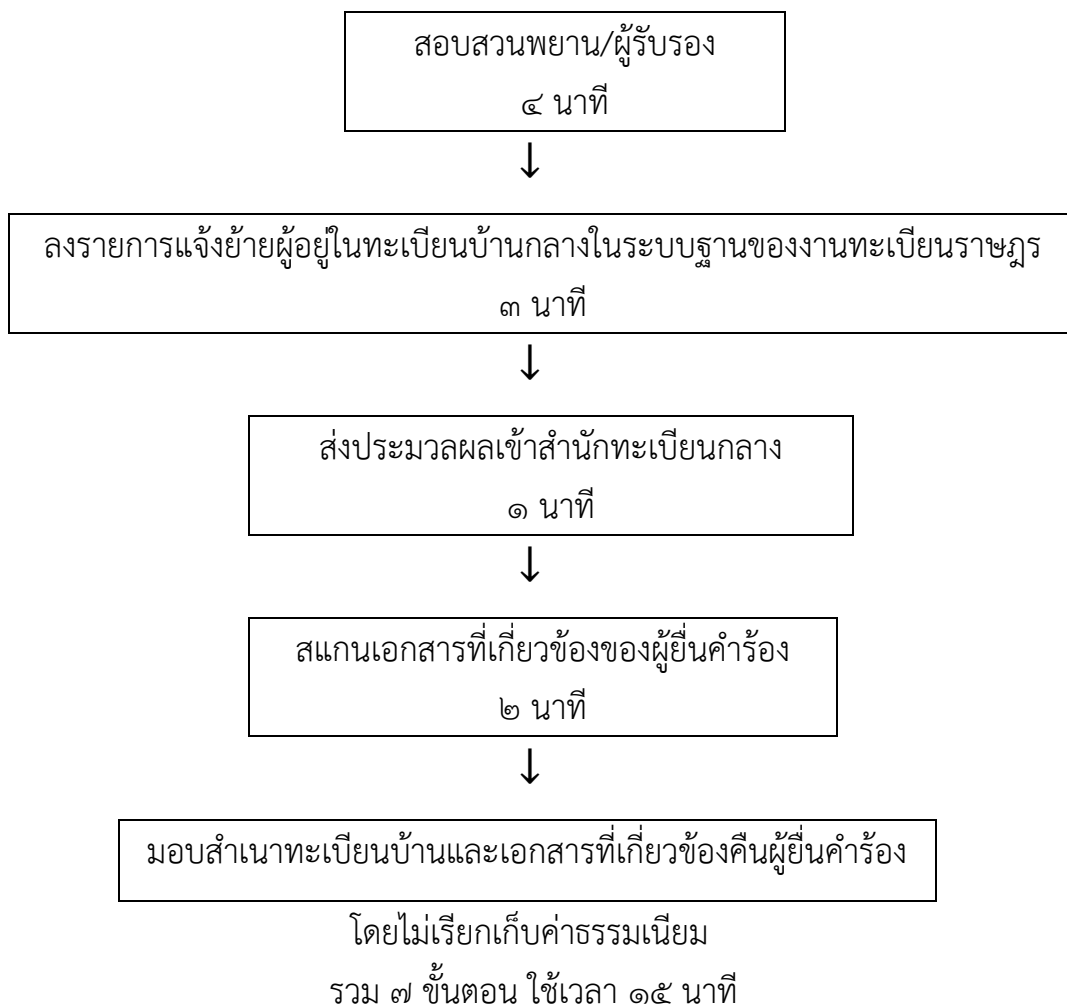 สอบสวนพยาน/ผู้รับรอง
๔ นาที
↓
ลงรายการแจ้งย้ายผู้อยู่ในทะเบียนบ้านกลางในระบบฐานของงานทะเบียนราษฎร
๓ นาที
↓
ส่งประมวลผลเข้าสำนักทะเบียนกลาง
๑ นาที
↓
สแกนเอกสารที่เกี่ยวข้องของผู้ยื่นคำร้อง
๒ นาที
↓
มอบสำเนาทะเบียนบ้านและเอกสารที่เกี่ยวข้องคืนผู้ยื่นคำร้อง
โดยไม่เรียกเก็บค่าธรรมเนียม
รวม ๗ ขั้นตอน ใช้เวลา ๑๕ นาที